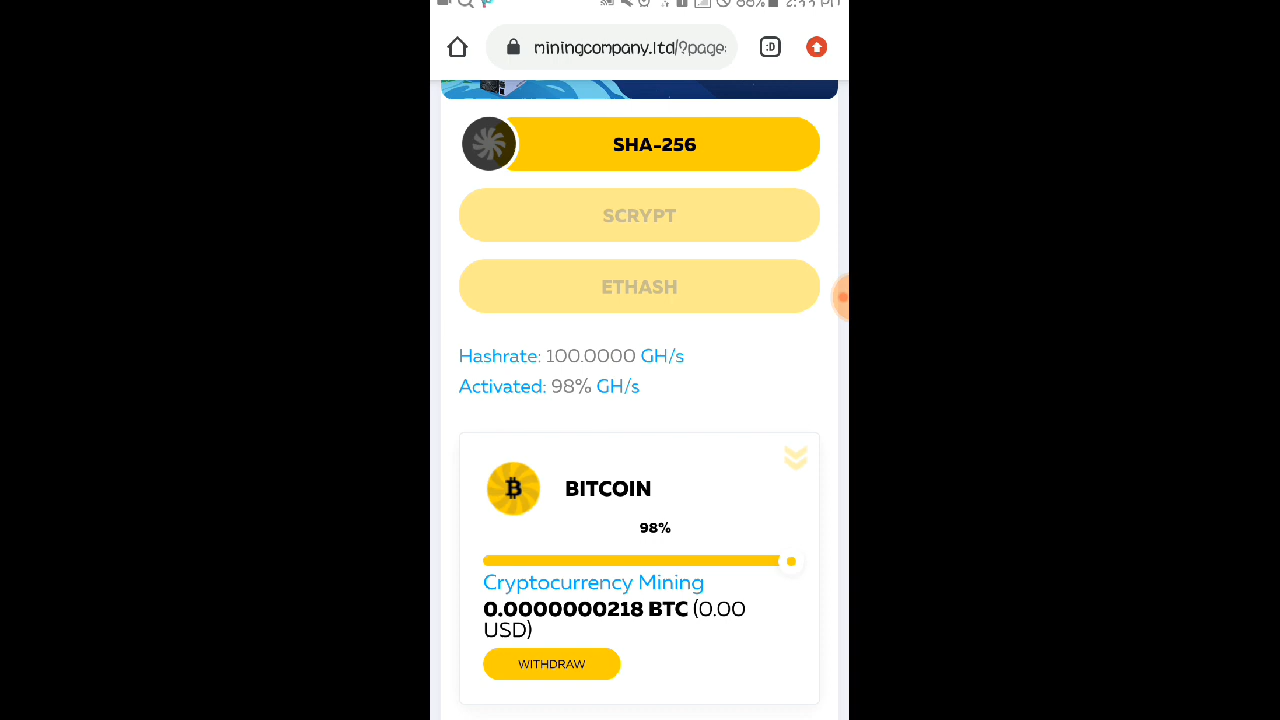 miningcompany.ltd/?page:
:D
SHA-256
SCRYPT
ETHASH
Hashrate: 100.0000 GH/s
Activated: 98% GH/s
BITCOIN
98%
Cryptocurrency Mining
0.0000000218 BTC (0.00
USD)
WITHDRAW